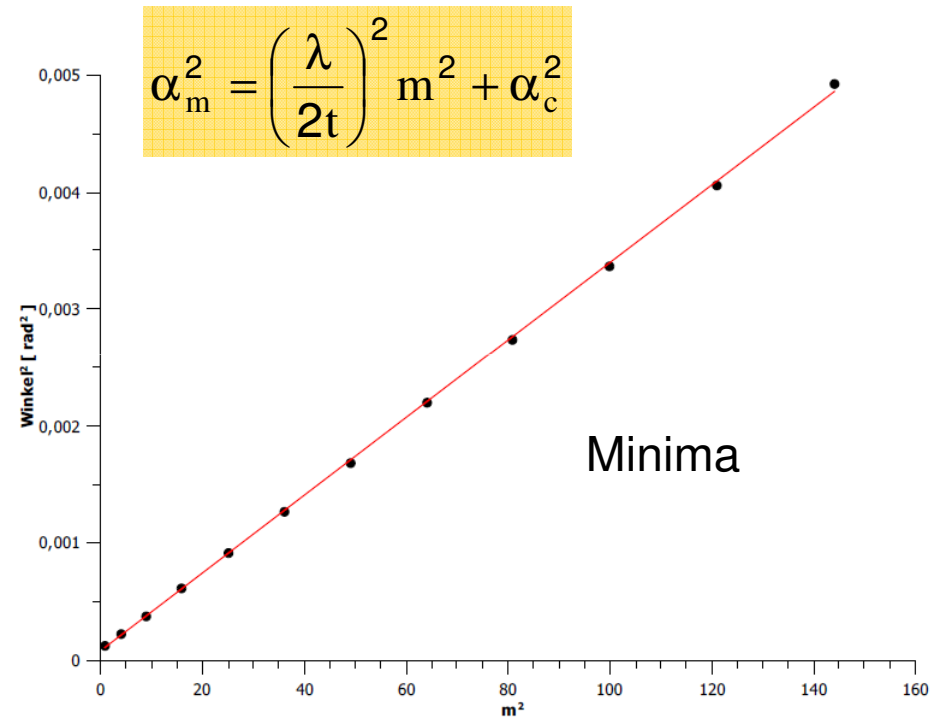 α_m^2 = (λ/2t)^2 m^2 + α_c^2
0,005
0,004
0,003
0,002
0,001
0
Winkel² [ rad² ]
Minima
0 20 40 60 80 100 120 140 160
m²